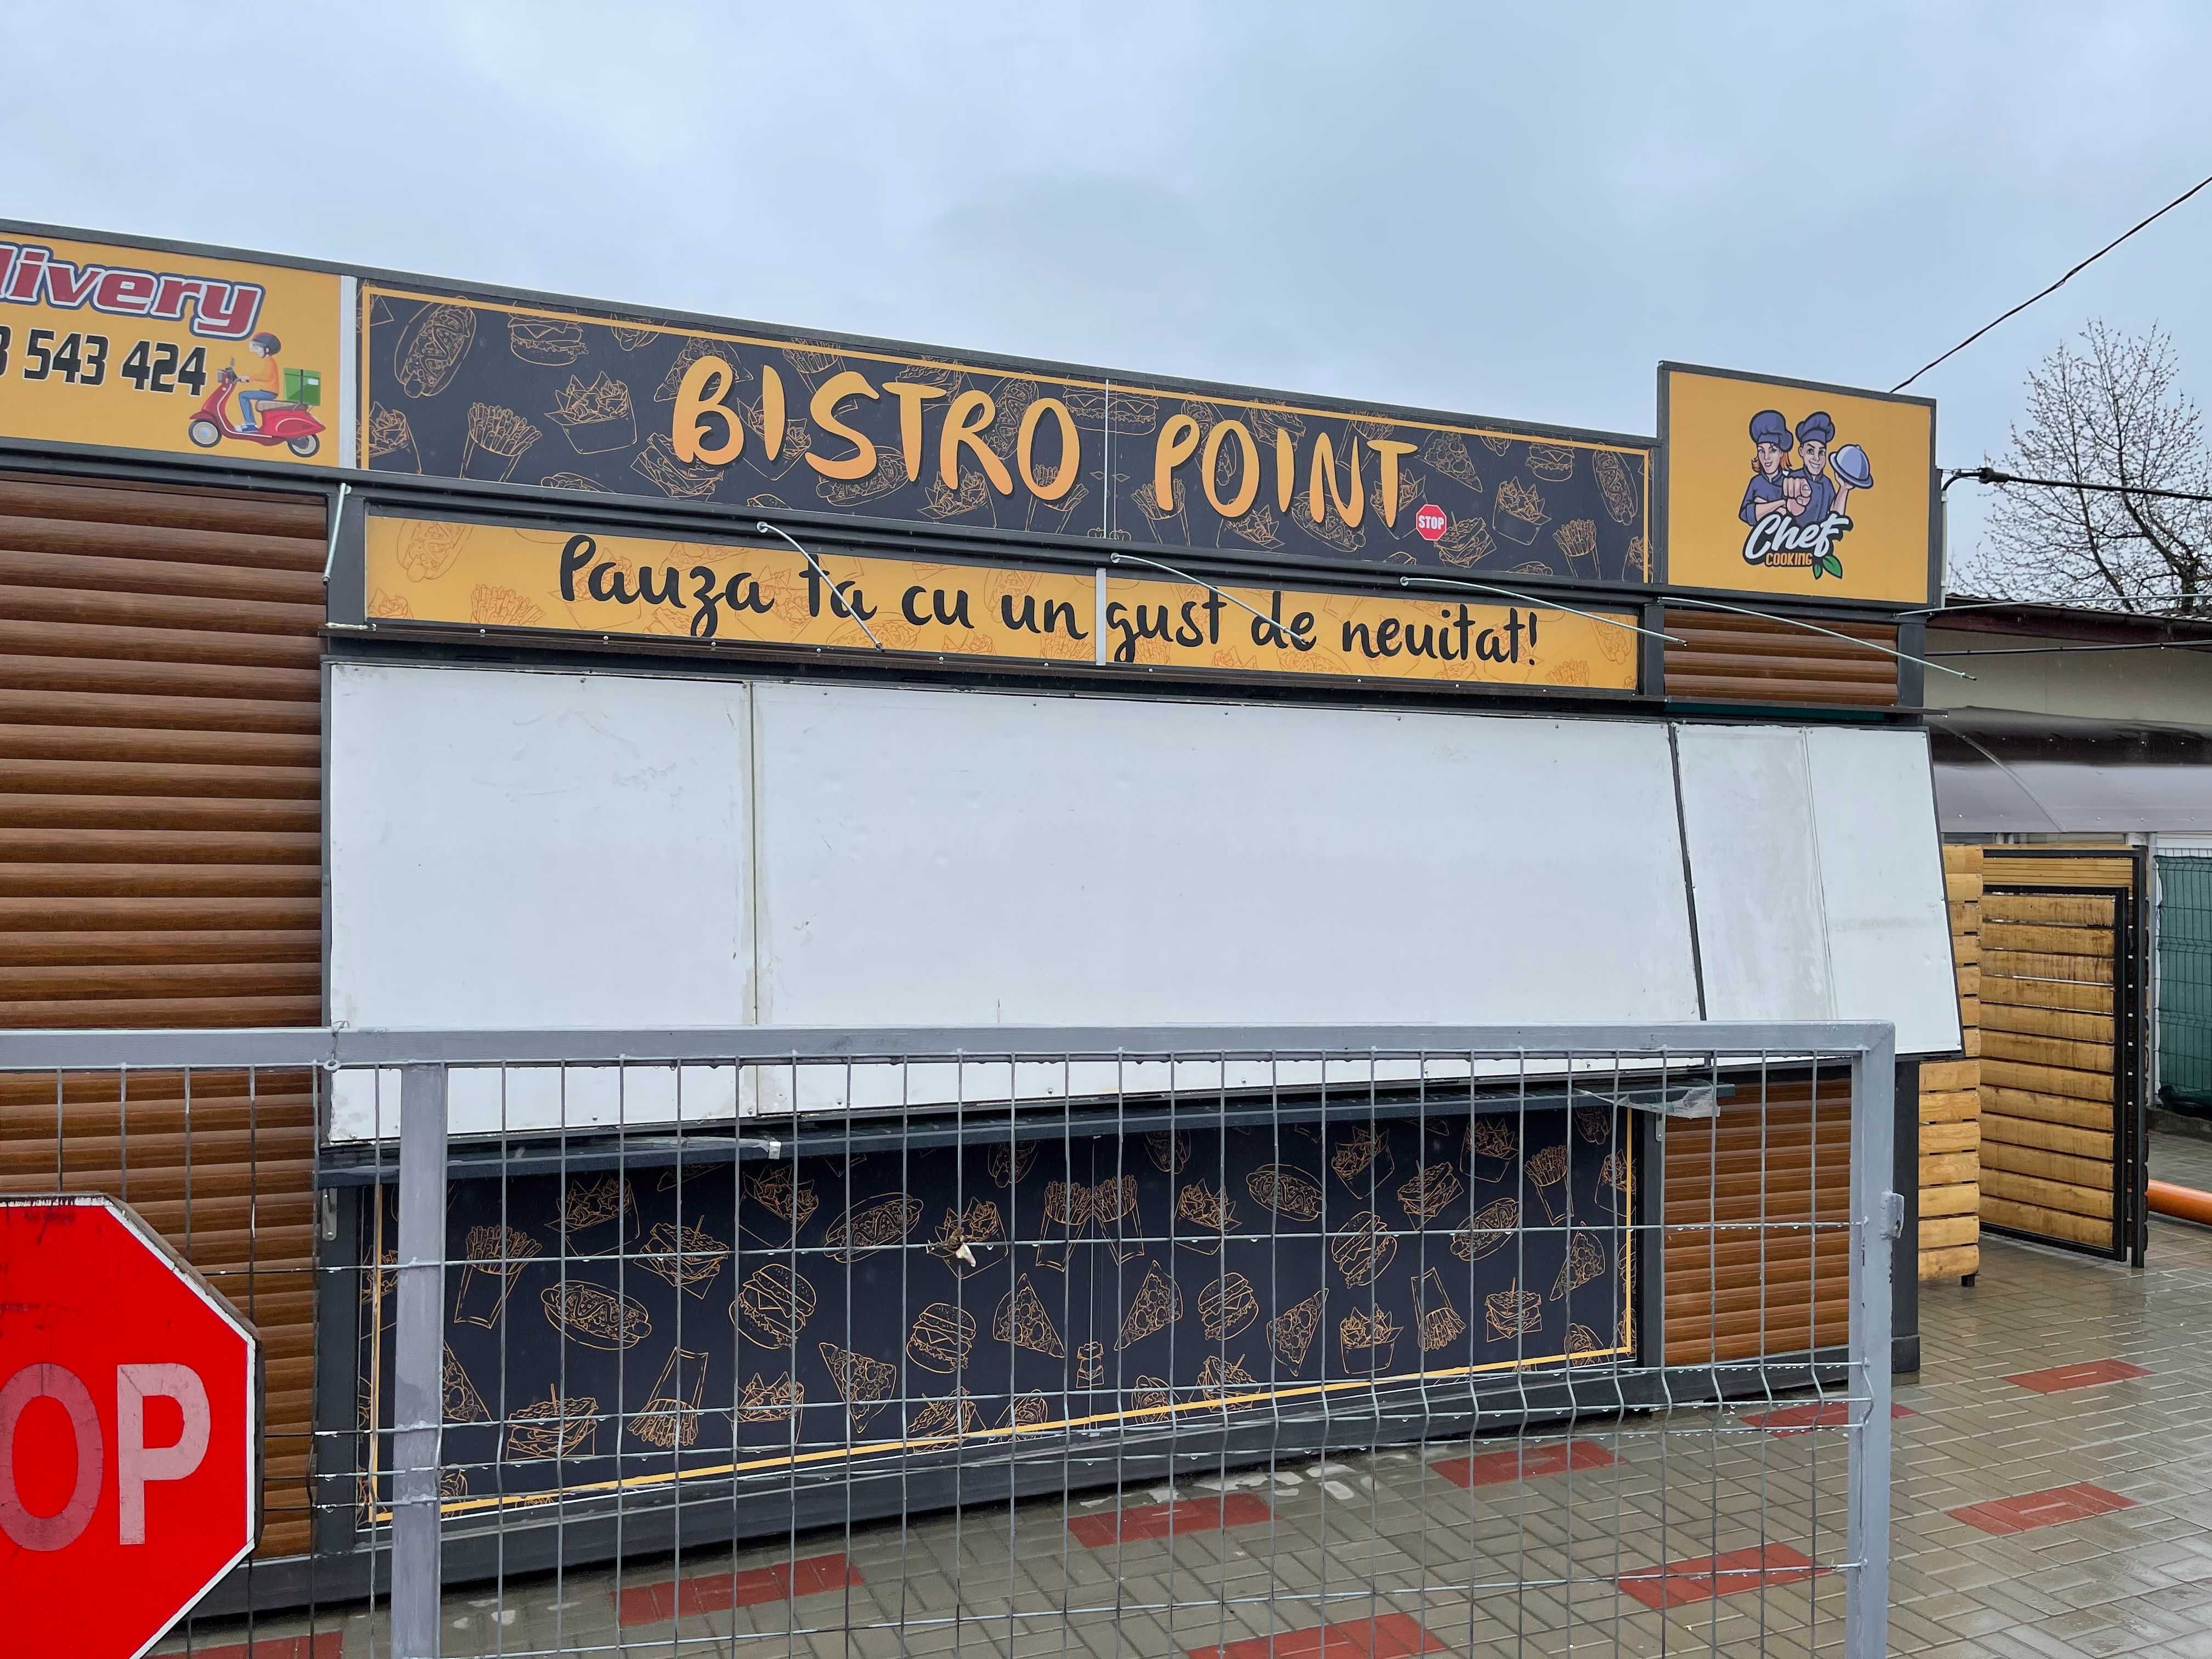 livery
3 543 424
BISTRO POINT
STOP
Pauza ta cu un gust de neuitat!
Chef
COOKING
OP